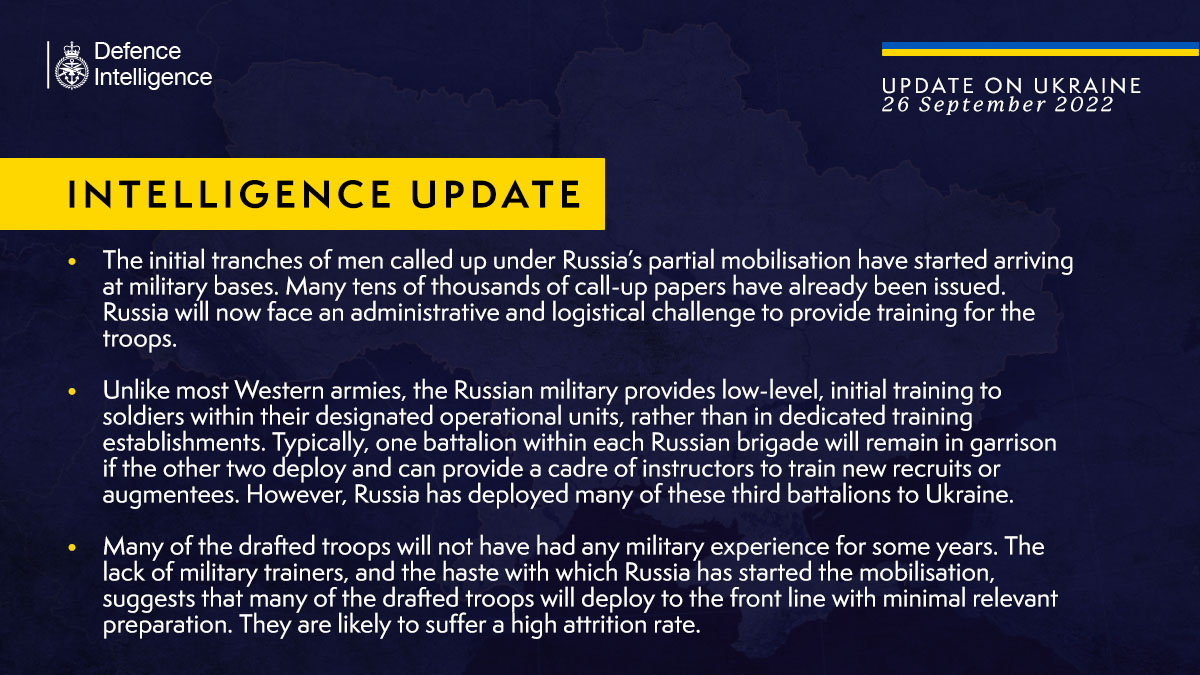 Defence
Intelligence
UPDATE ON UKRAINE
26 September 2022
INTELLIGENCE UPDATE
• The initial tranches of men called up under Russia's partial mobilisation have started arriving
at military bases. Many tens of thousands of call-up papers have already been issued.
Russia will now face an administrative and logistical challenge to provide training for the
troops.
• Unlike most Western armies, the Russian military provides low-level, initial training to
soldiers within their designated operational units, rather than in dedicated training
establishments. Typically, one battalion within each Russian brigade will remain in garrison
if the other two deploy and can provide a cadre of instructors to train new recruits or
augmentees. However, Russia has deployed many of these third battalions to Ukraine.
• Many of the drafted troops will not have had any military experience for some years. The
lack of military trainers, and the haste with which Russia has started the mobilisation,
suggests that many of the drafted troops will deploy to the front line with minimal relevant
preparation. They are likely to suffer a high attrition rate.